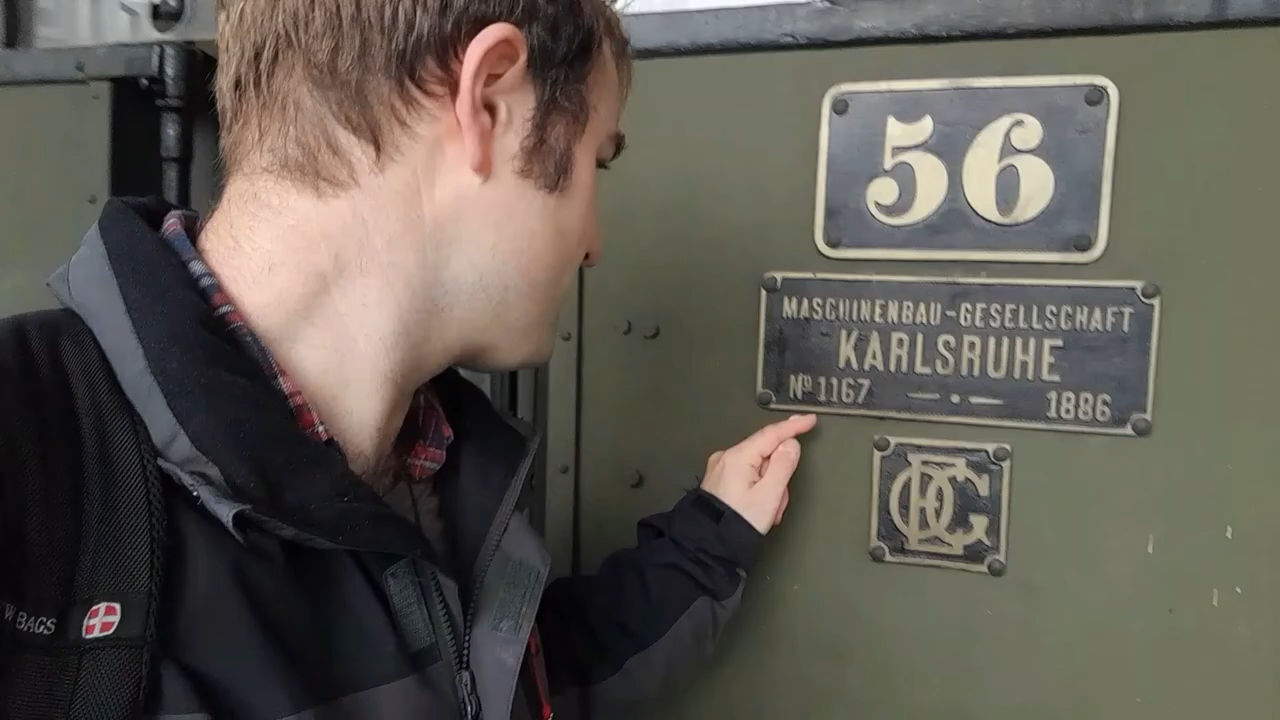 56
MASCHINENBAU-GESELLSCHAFT
KARLSRUHE
Nº 1167 1886
W BAGS